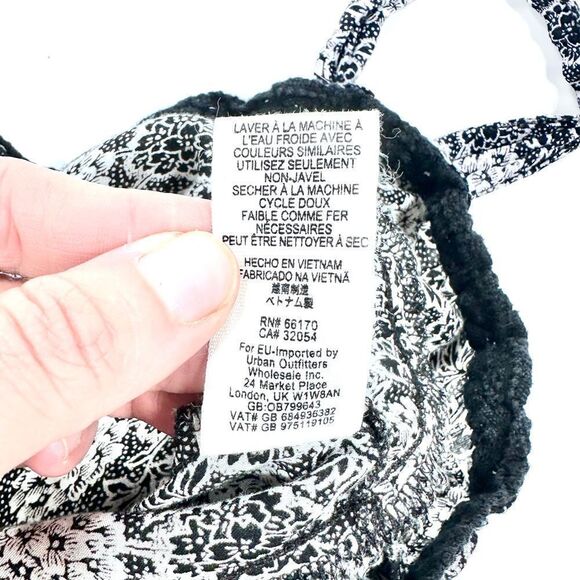 LAVER À LA MACHINE À
L'EAU FROIDE AVEC
COULEURS SIMILAIRES
UTILISEZ SEULEMENT
NON-JAVEL
SECHER À LA MACHINE
CYCLE DOUX
FAIBLE COMME FER
NÉCESSAIRES
PEUT ÊTRE NETTOYER À SEC
HECHO EN VIETNAM
FABRICADO NA VIETNÃ
越南制造
ベトナム製
RN# 66170
CA# 32054
For EU-Imported by
Urban Outfitters
Wholesale Inc.
24 Market Place
London, UK W1W8AN
GB:OB799643
VAT# GB 684936382
VAT# GB 975119105